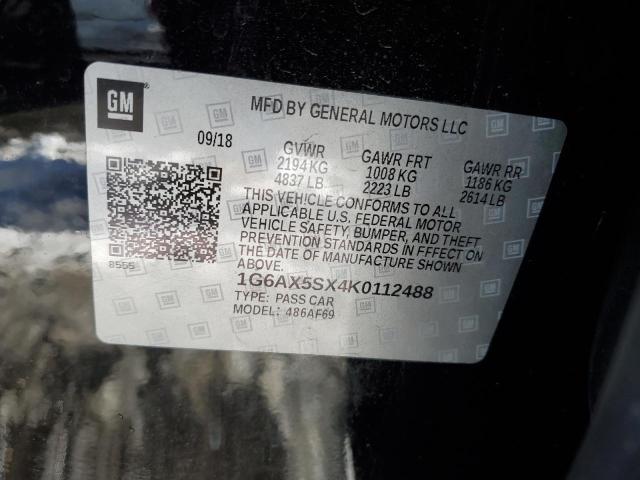 GM
MFD BY GENERAL MOTORS LLC
09/18
GVWR
2194 KG
4837 LB
GAWR FRT
1008 KG
2223 LB
GAWR RR
1186 KG
2614 LB
THIS VEHICLE CONFORMS TO ALL
APPLICABLE U.S. FEDERAL MOTOR
VEHICLE SAFETY, BUMPER, AND THEFT
PREVENTION STANDARDS IN EFFECT ON
THE DATE OF MANUFACTURE SHOWN
ABOVE.
8555
1G6AX5SX4K0112488
TYPE: PASS CAR
MODEL: 486AF69